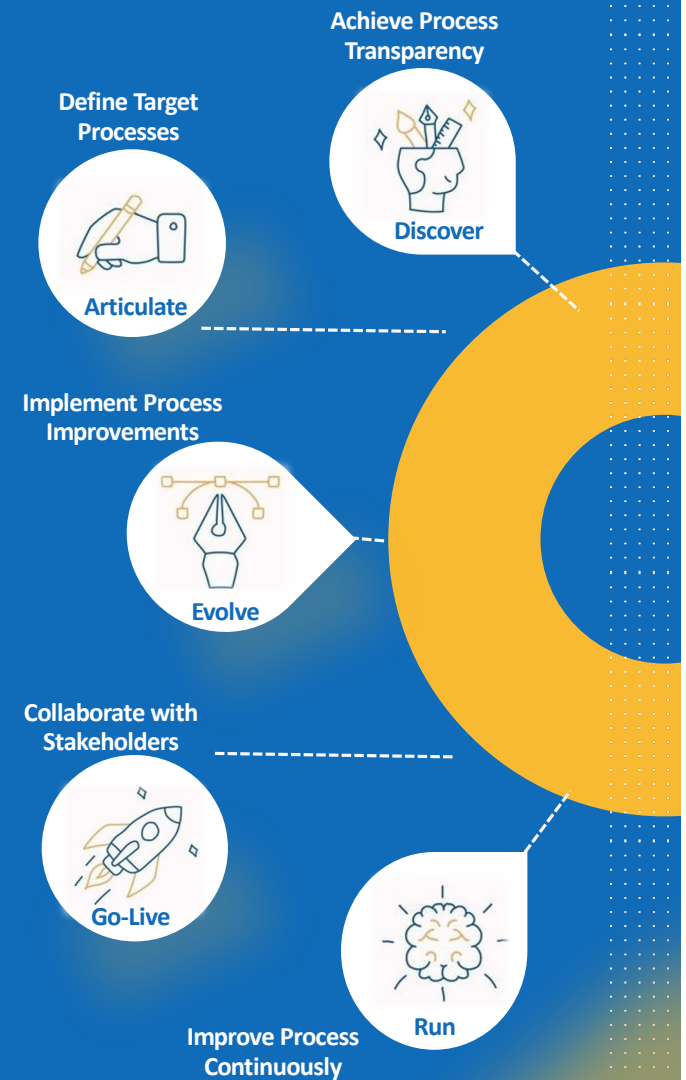 Achieve Process
Transparency
Discover
Define Target
Processes
Articulate
Implement Process
Improvements
Evolve
Collaborate with
Stakeholders
Go-Live
Run
Improve Process
Continuously